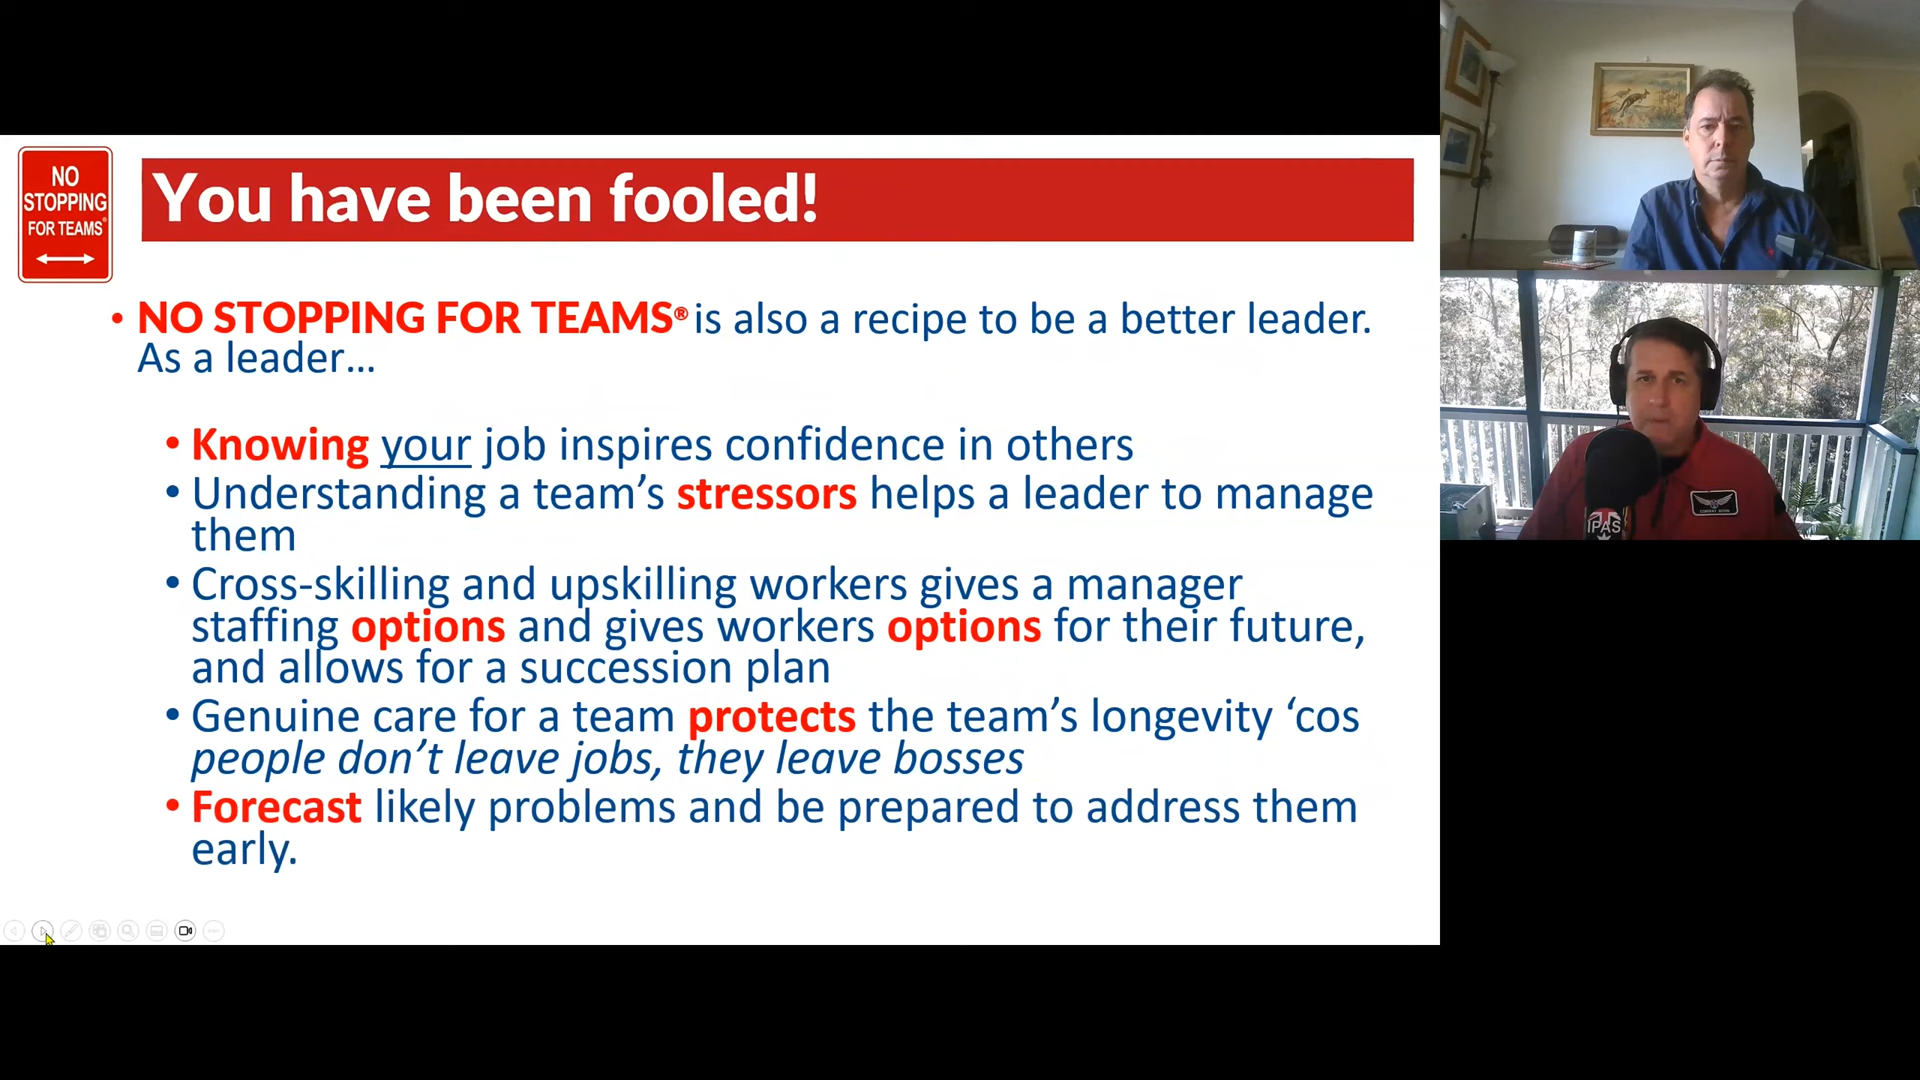 NO
STOPPING
FOR TEAMS®
You have been fooled!
• NO STOPPING FOR TEAMS® is also a recipe to be a better leader.
As a leader...
• Knowing your job inspires confidence in others
• Understanding a team’s stressors helps a leader to manage
them
• Cross-skilling and upskilling workers gives a manager
staffing options and gives workers options for their future,
and allows for a succession plan
• Genuine care for a team protects the team’s longevity ‘cos
people don’t leave jobs, they leave bosses
• Forecast likely problems and be prepared to address them
early.
IPAS